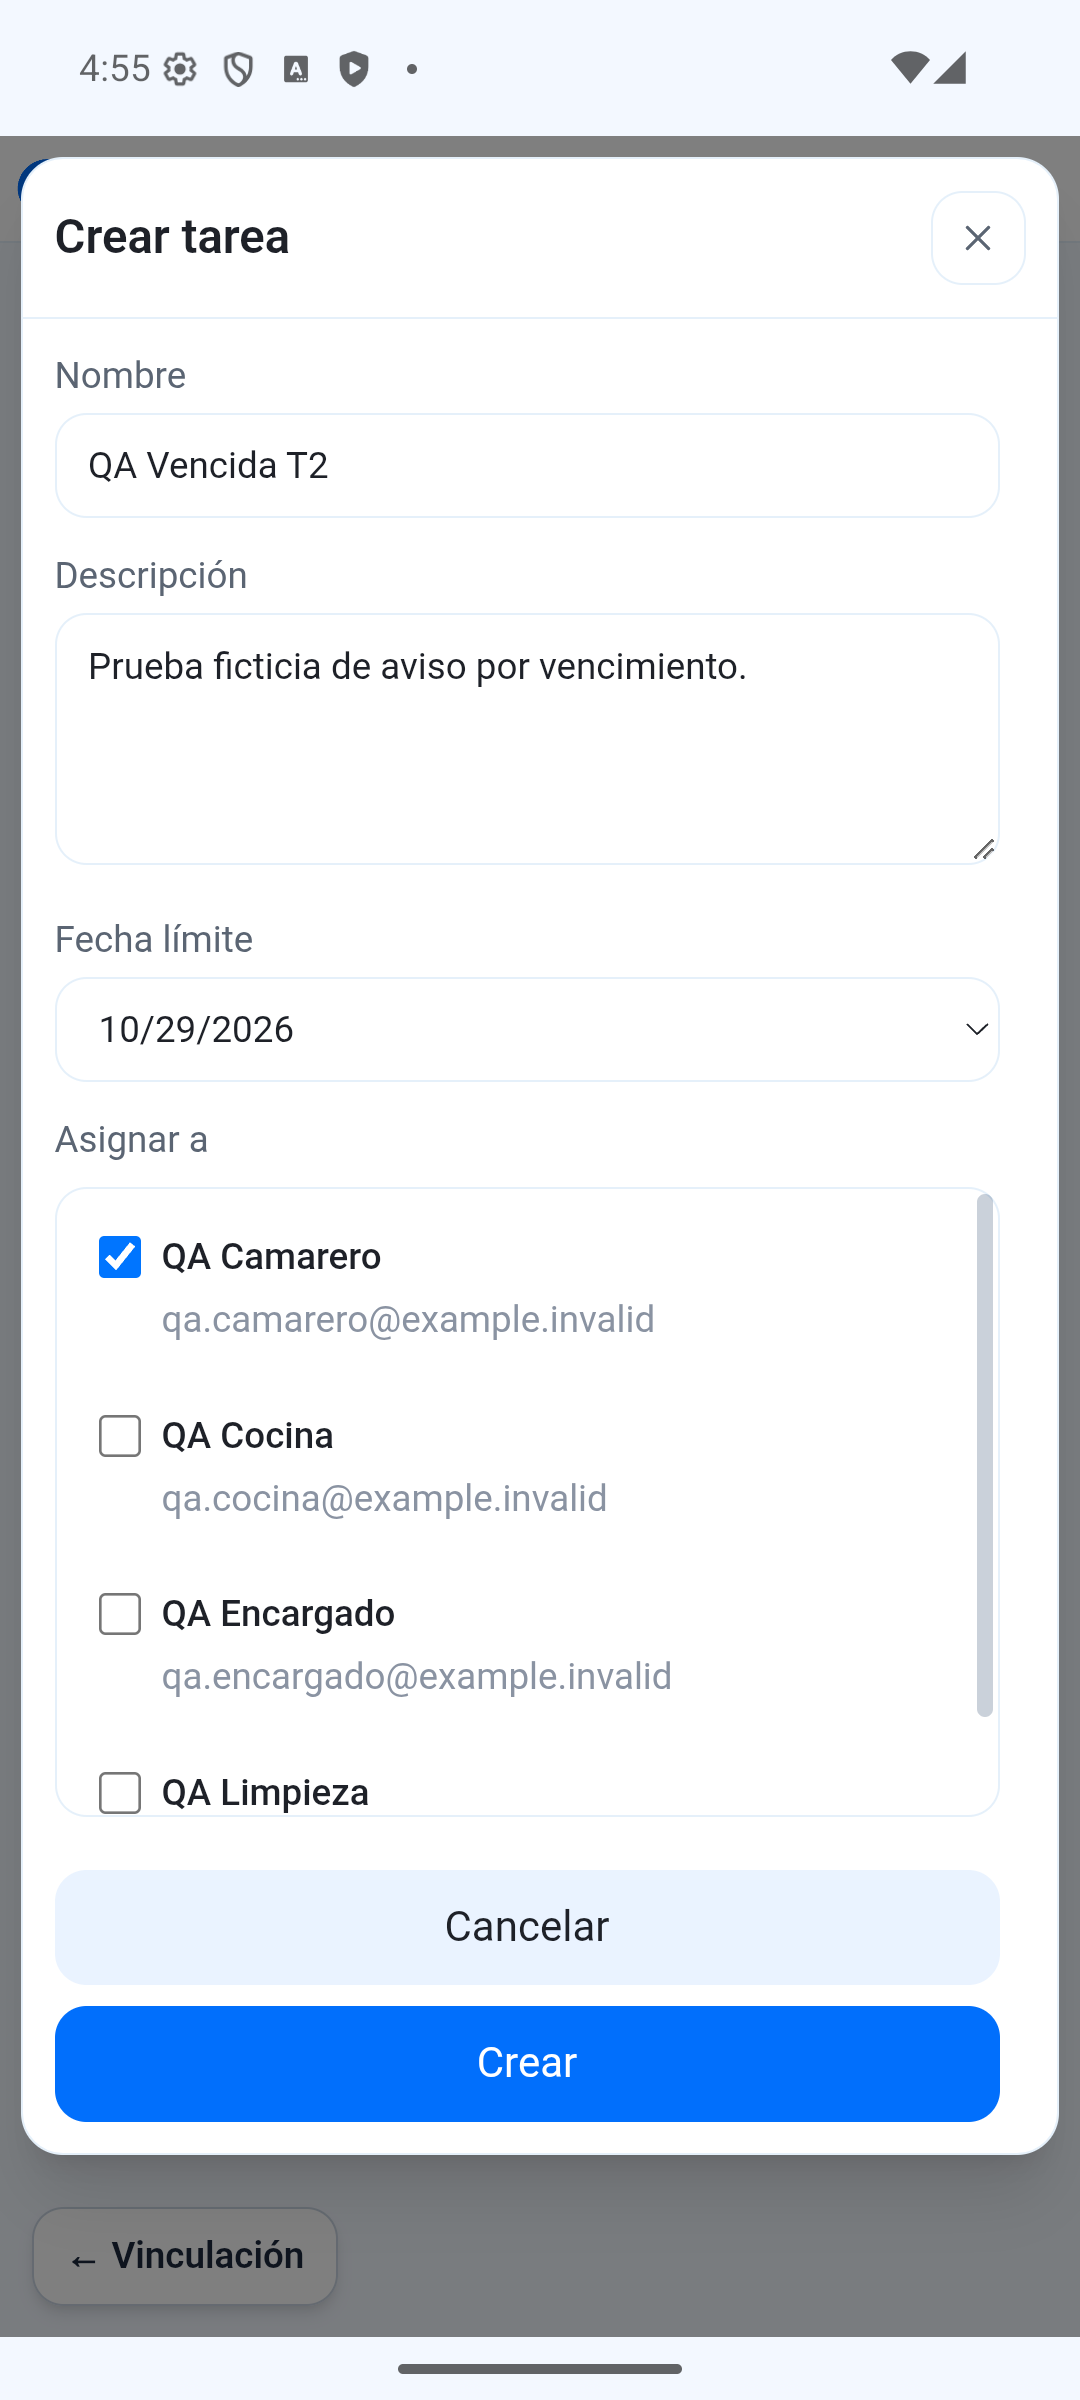 4:55
Crear tarea
Nombre
QA Vencida T2
Descripción
Prueba ficticia de aviso por vencimiento.
Fecha límite
10/29/2026
Asignar a
QA Camarero
qa.camarero@example.invalid
QA Cocina
qa.cocina@example.invalid
QA Encargado
qa.encargado@example.invalid
QA Limpieza
Cancelar
Crear
← Vinculación